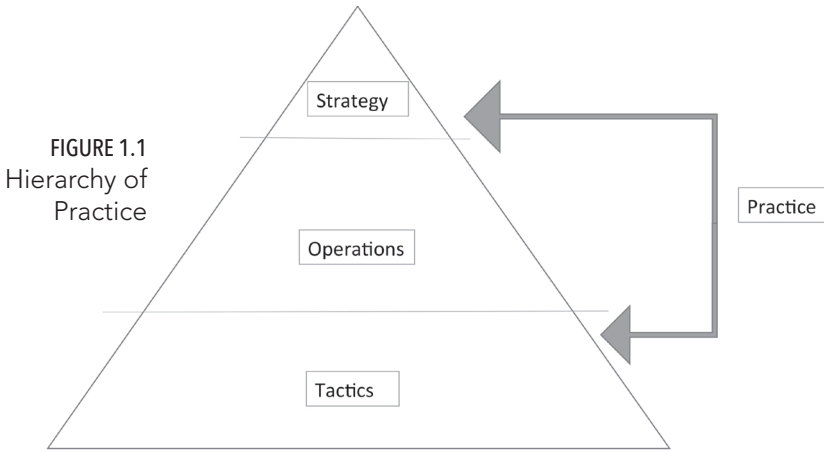 FIGURE 1.1
Hierarchy of
Practice
Strategy
Operations
Tactics
Practice